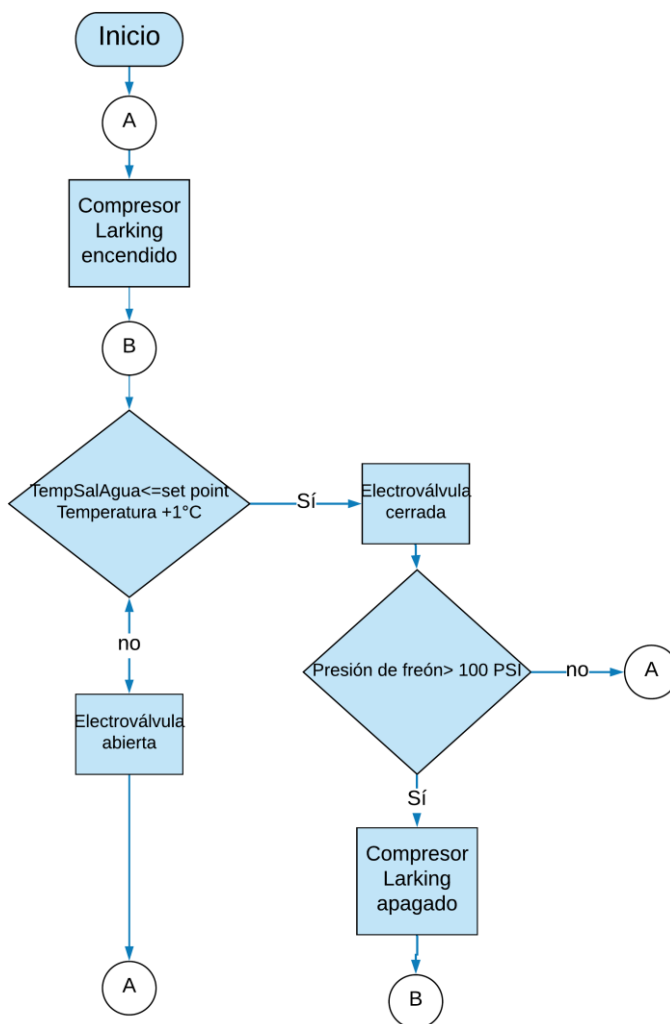 Inicio
A
Compresor
Larking
encendido
B
TempSalAgua<=set point
Temperatura +1°C
Sí
Electroválvula
cerrada
no
Electroválvula
abierta
A
Presión de freón> 100 PSI
no
A
Sí
Compresor
Larking
apagado
B